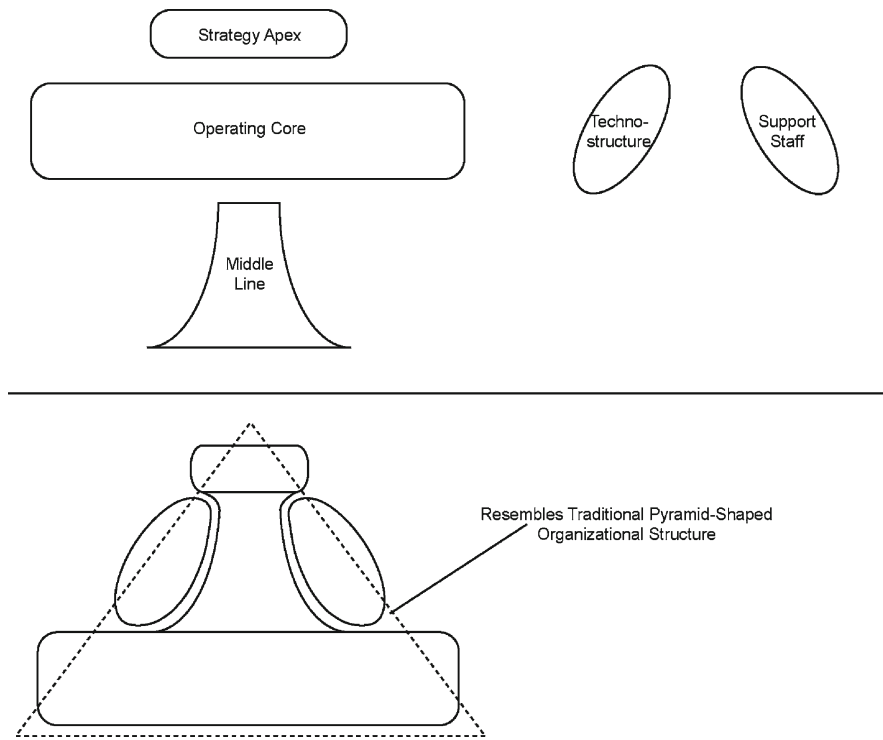 Strategy Apex
Operating Core
Techno-
structure
Support
Staff
Middle
Line
Resembles Traditional Pyramid-Shaped
Organizational Structure